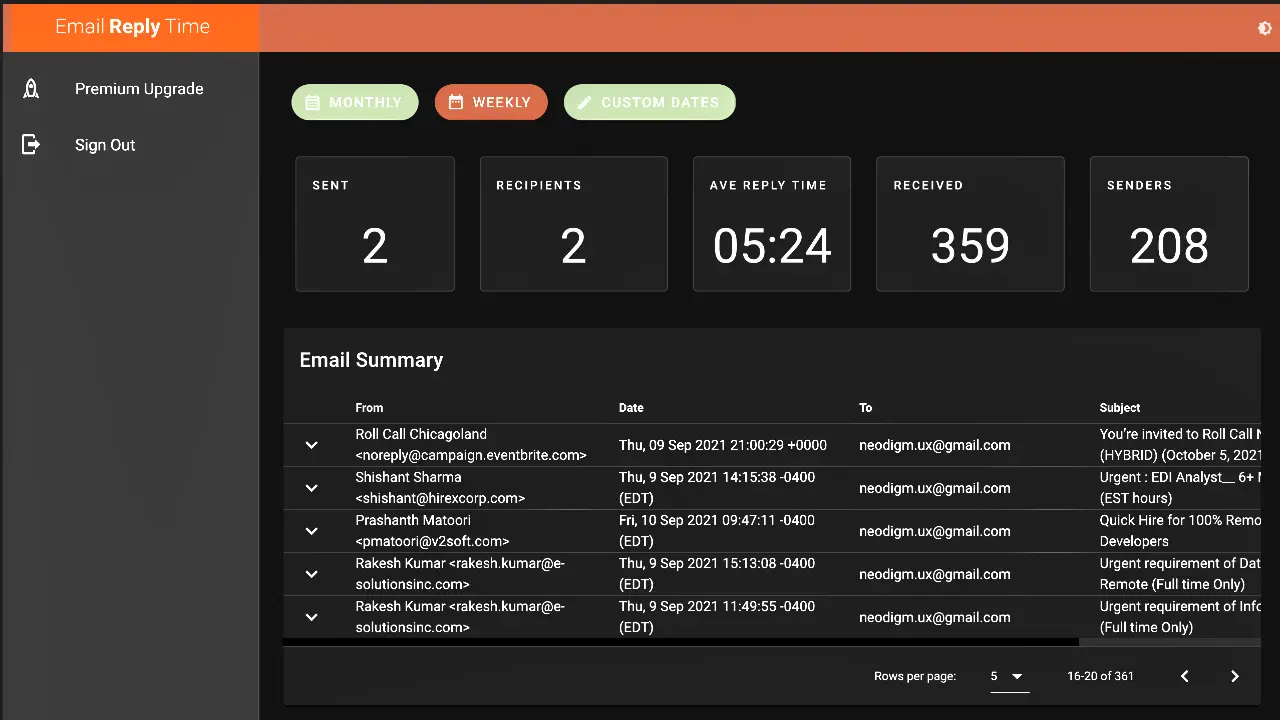 Email Reply Time
Premium Upgrade
Sign Out
MONTHLY
WEEKLY
CUSTOM DATES
SENT
2
RECIPIENTS
2
AVE REPLY TIME
05:24
RECEIVED
359
SENDERS
208
Email Summary
From Date To Subject
Roll Call Chicagoland
<noreply@campaign.eventbrite.com>
Thu, 09 Sep 2021 21:00:29 +0000
neodigm.ux@gmail.com
You're invited to Roll Call
(HYBRID) (October 5, 2021
Shishant Sharma
<shishant@hirexcorp.com>
Thu, 9 Sep 2021 14:15:38 -0400
(EDT)
neodigm.ux@gmail.com
Urgent : EDI Analyst__ 6+
(EST hours)
Prashanth Matoori
<pmatoori@v2soft.com>
Fri, 10 Sep 2021 09:47:11 -0400
(EDT)
neodigm.ux@gmail.com
Quick Hire for 100% Remo
Developers
Rakesh Kumar <rakesh.kumar@e-
solutionsinc.com>
Thu, 9 Sep 2021 15:13:08 -0400
(EDT)
neodigm.ux@gmail.com
Urgent requirement of Dat
Remote (Full time Only)
Rakesh Kumar <rakesh.kumar@e-
solutionsinc.com>
Thu, 9 Sep 2021 11:49:55 -0400
(EDT)
neodigm.ux@gmail.com
Urgent requirement of Info
(Full time Only)
Rows per page: 5 16-20 of 361